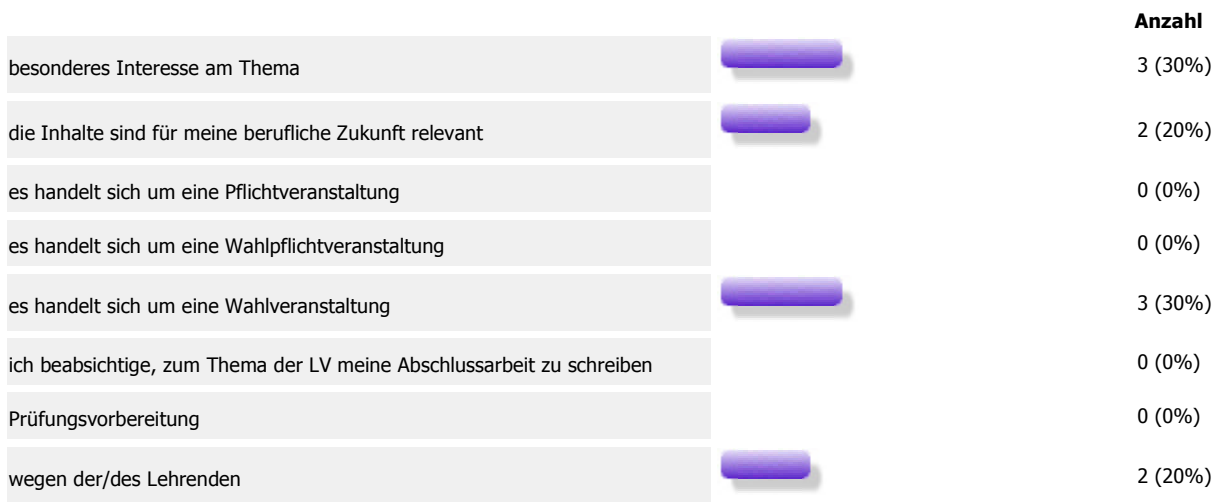 Anzahl
besonderes Interesse am Thema 3 (30%)
die Inhalte sind für meine berufliche Zukunft relevant 2 (20%)
es handelt sich um eine Pflichtveranstaltung 0 (0%)
es handelt sich um eine Wahlpflichtveranstaltung 0 (0%)
es handelt sich um eine Wahlveranstaltung 3 (30%)
ich beabsichtige, zum Thema der LV meine Abschlussarbeit zu schreiben 0 (0%)
Prüfungsvorbereitung 0 (0%)
wegen der/des Lehrenden 2 (20%)